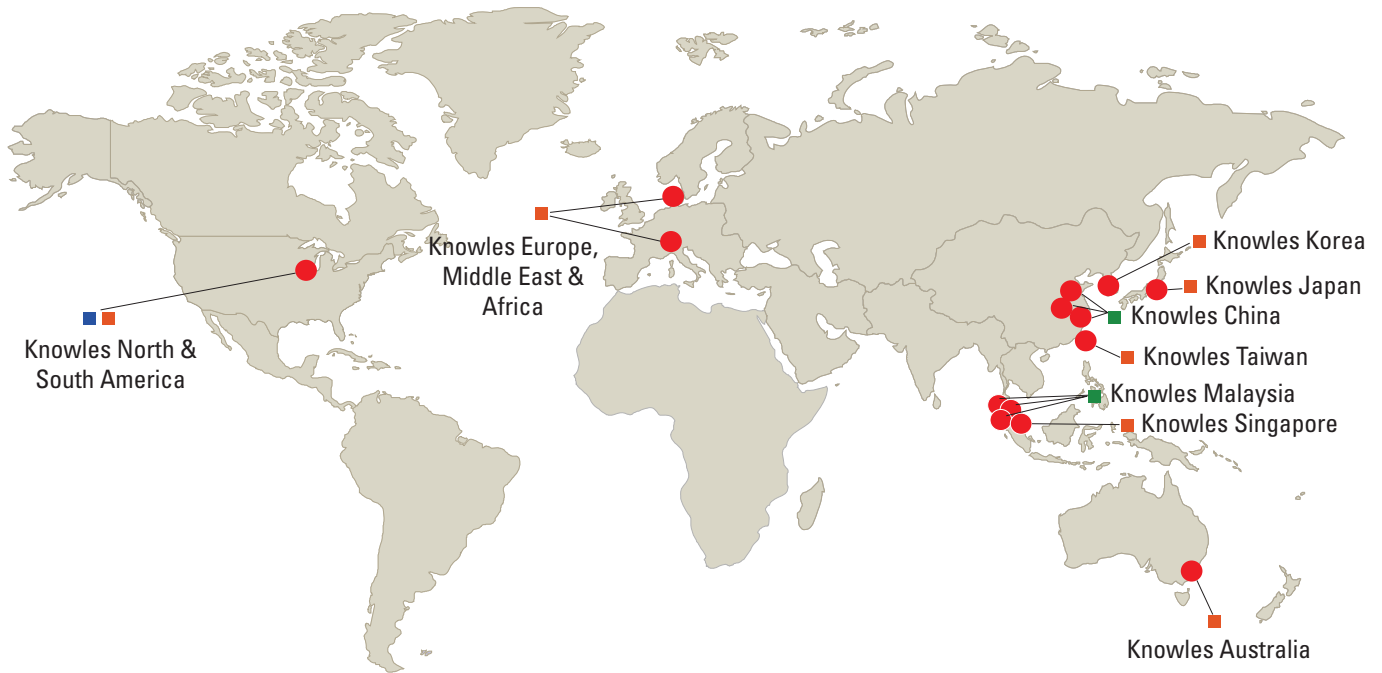 Knowles Europe,
Middle East &
Africa
Knowles North &
South America
Knowles Korea
Knowles Japan
Knowles China
Knowles Taiwan
Knowles Malaysia
Knowles Singapore
Knowles Australia